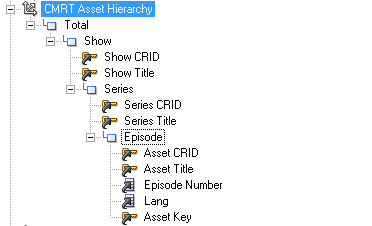 CMRT Asset Hierarchy
Total
Show
Show CRID
Show Title
Series
Series CRID
Series Title
Episode
Asset CRID
Asset Title
Episode Number
Lang
Asset Key